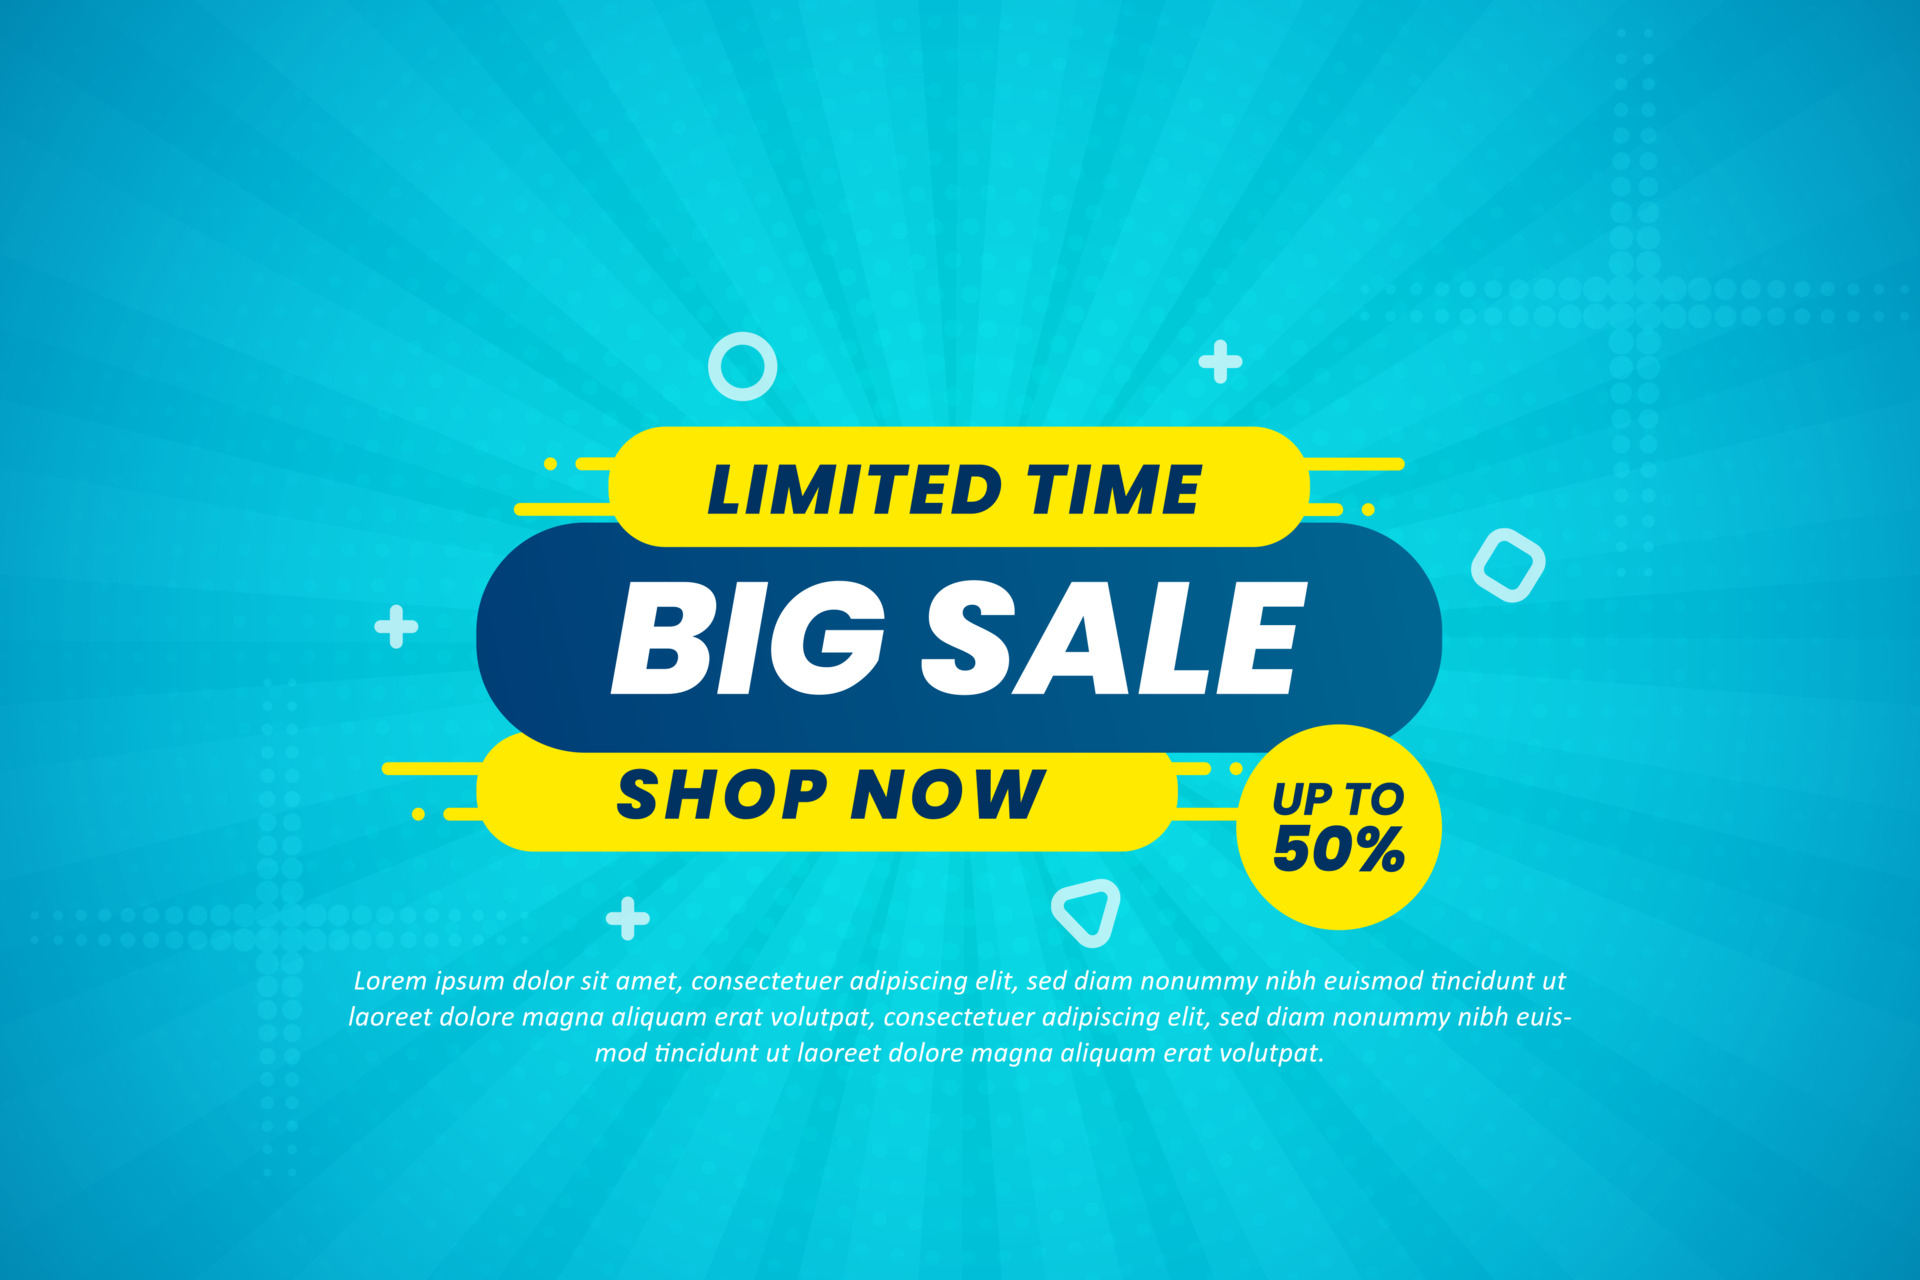 LIMITED TIME
BIG SALE
SHOP NOW
UP TO
50%
Lorem ipsum dolor sit amet, consectetuer adipiscing elit, sed diam nonummy nibh euismod tincidunt ut
laoreet dolore magna aliquam erat volutpat, consectetuer adipiscing elit, sed diam nonummy nibh euis-
mod tincidunt ut laoreet dolore magna aliquam erat volutpat.